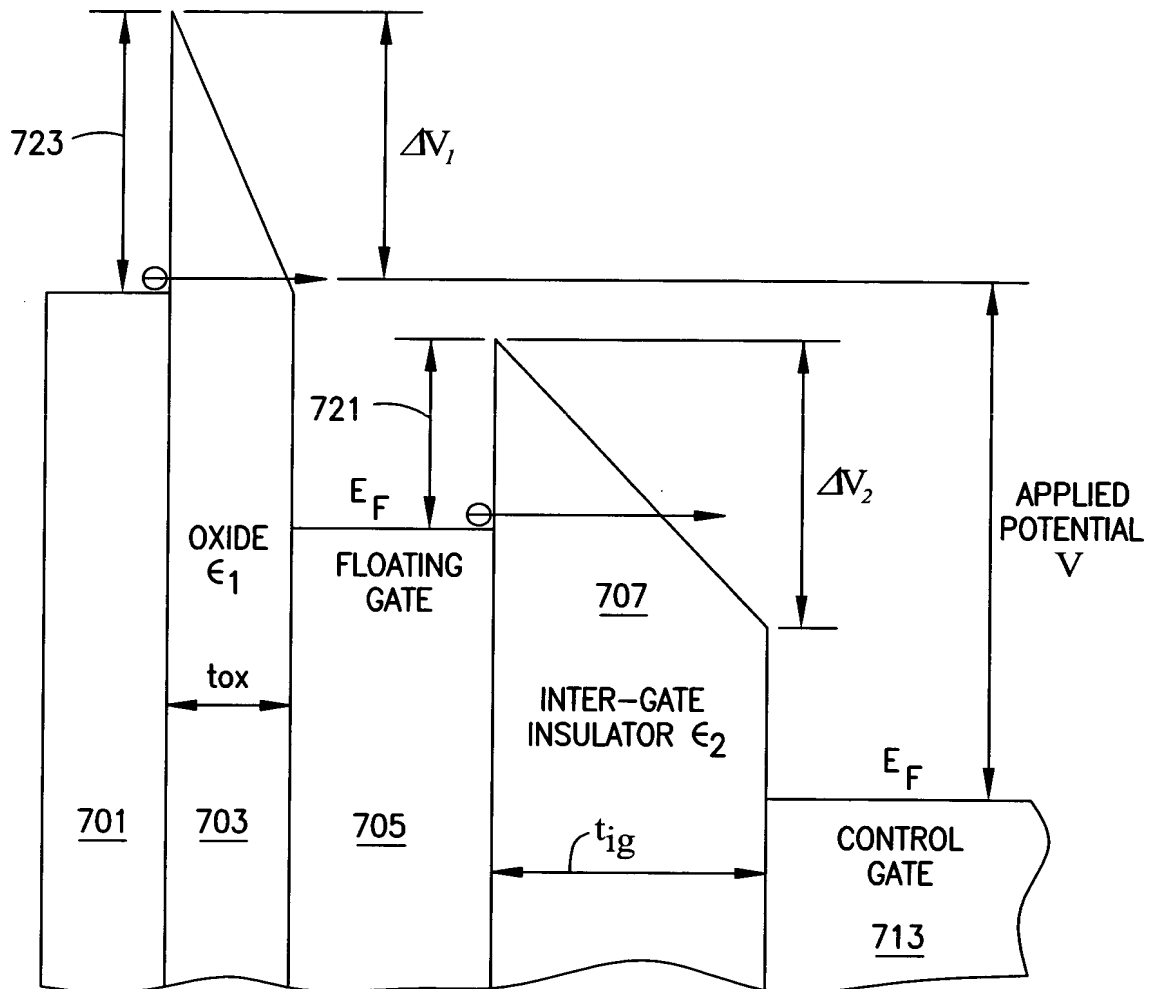 723
ΔV₁
721
ΔV₂
E_F
OXIDE
ϵ₁
FLOATING
GATE
707
APPLIED
POTENTIAL
V
tox
INTER–GATE
INSULATOR ϵ₂
E_F
701
703
705
t_ig
CONTROL
GATE
713